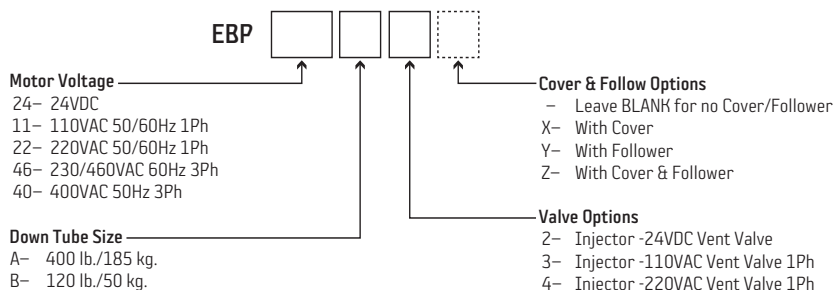 EBP
Motor Voltage
24– 24VDC
11– 110VAC 50/60Hz 1Ph
22– 220VAC 50/60Hz 1Ph
46– 230/460VAC 60Hz 3Ph
40– 400VAC 50Hz 3Ph
Down Tube Size
A– 400 lb./185 kg.
B– 120 lb./50 kg.
Cover & Follow Options
– Leave BLANK for no Cover/Follower
X– With Cover
Y– With Follower
Z– With Cover & Follower
Valve Options
2– Injector -24VDC Vent Valve
3– Injector -110VAC Vent Valve 1Ph
4– Injector -220VAC Vent Valve 1Ph